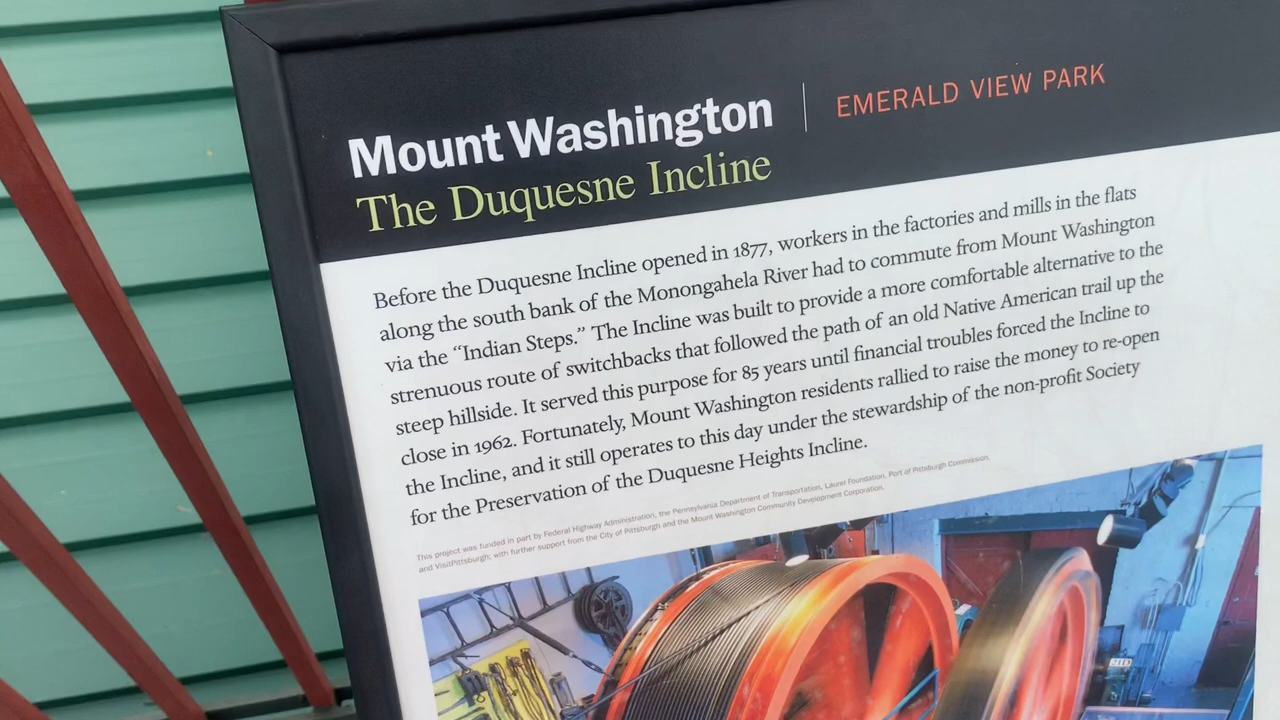 Mount Washington
The Duquesne Incline
EMERALD VIEW PARK
Before the Duquesne Incline opened in 1877, workers in the factories and mills in the flats
along the south bank of the Monongahela River had to commute from Mount Washington
via the “Indian Steps.” The Incline was built to provide a more comfortable alternative to the
strenuous route of switchbacks that followed the path of an old Native American trail up the
steep hillside. It served this purpose for 85 years until financial troubles forced the Incline to
close in 1962. Fortunately, Mount Washington residents rallied to raise the money to re-open
the Incline, and it still operates to this day under the stewardship of the non-profit Society
for the Preservation of the Duquesne Heights Incline.
This project was funded in part by Federal Highway Administration, the Pennsylvania Department of Transportation, Laurel Foundation, Port of Pittsburgh Commission,
and VisitPittsburgh; with further support from the City of Pittsburgh and the Mount Washington Community Development Corporation.